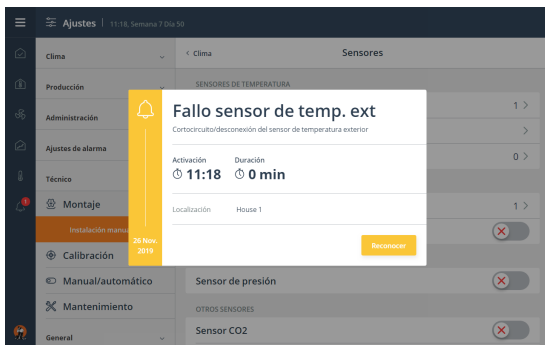 Ajustes 11:18, Semana 7 Día 50
Clima
Producción
Administración
Ajustes de alarma
Técnico
Montaje
Instalación manu
Calibración
Manual/automático
Mantenimiento
General
1
< Clima
Sensores
SENSORES DE TEMPERATURA
1 >
>
0 >
1 >
Sensor de presión
OTROS SENSORES
Sensor CO2
26 Nov.
2019
Fallo sensor de temp. ext
Cortocircuito/desconexión del sensor de temperatura exterior
Activación Duración
11:18 0 min
Localización House 1
Reconocer